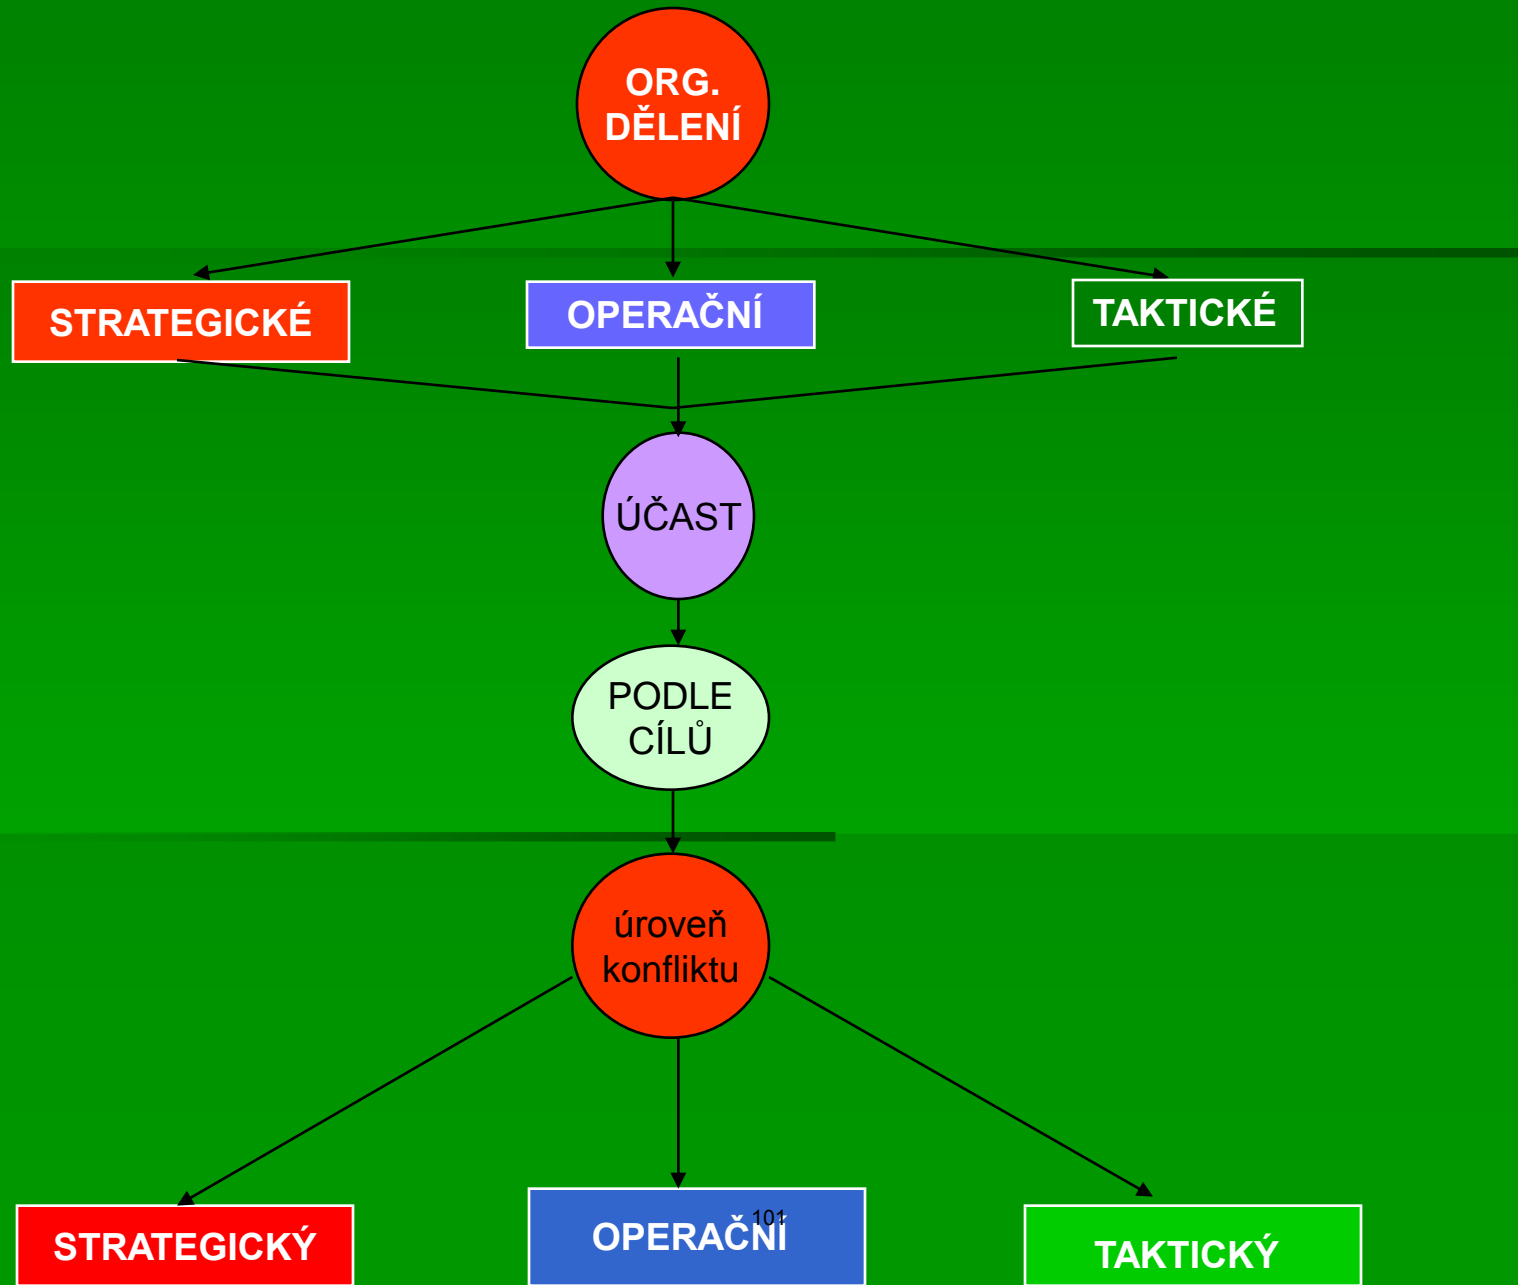 ORG.
DĚLENÍ
STRATEGICKÉ
OPERAČNÍ
TAKTICKÉ
ÚČAST
PODLE
CÍLŮ
úroveň
konfliktu
STRATEGICKÝ
OPERAČNÍ
101
TAKTICKÝ